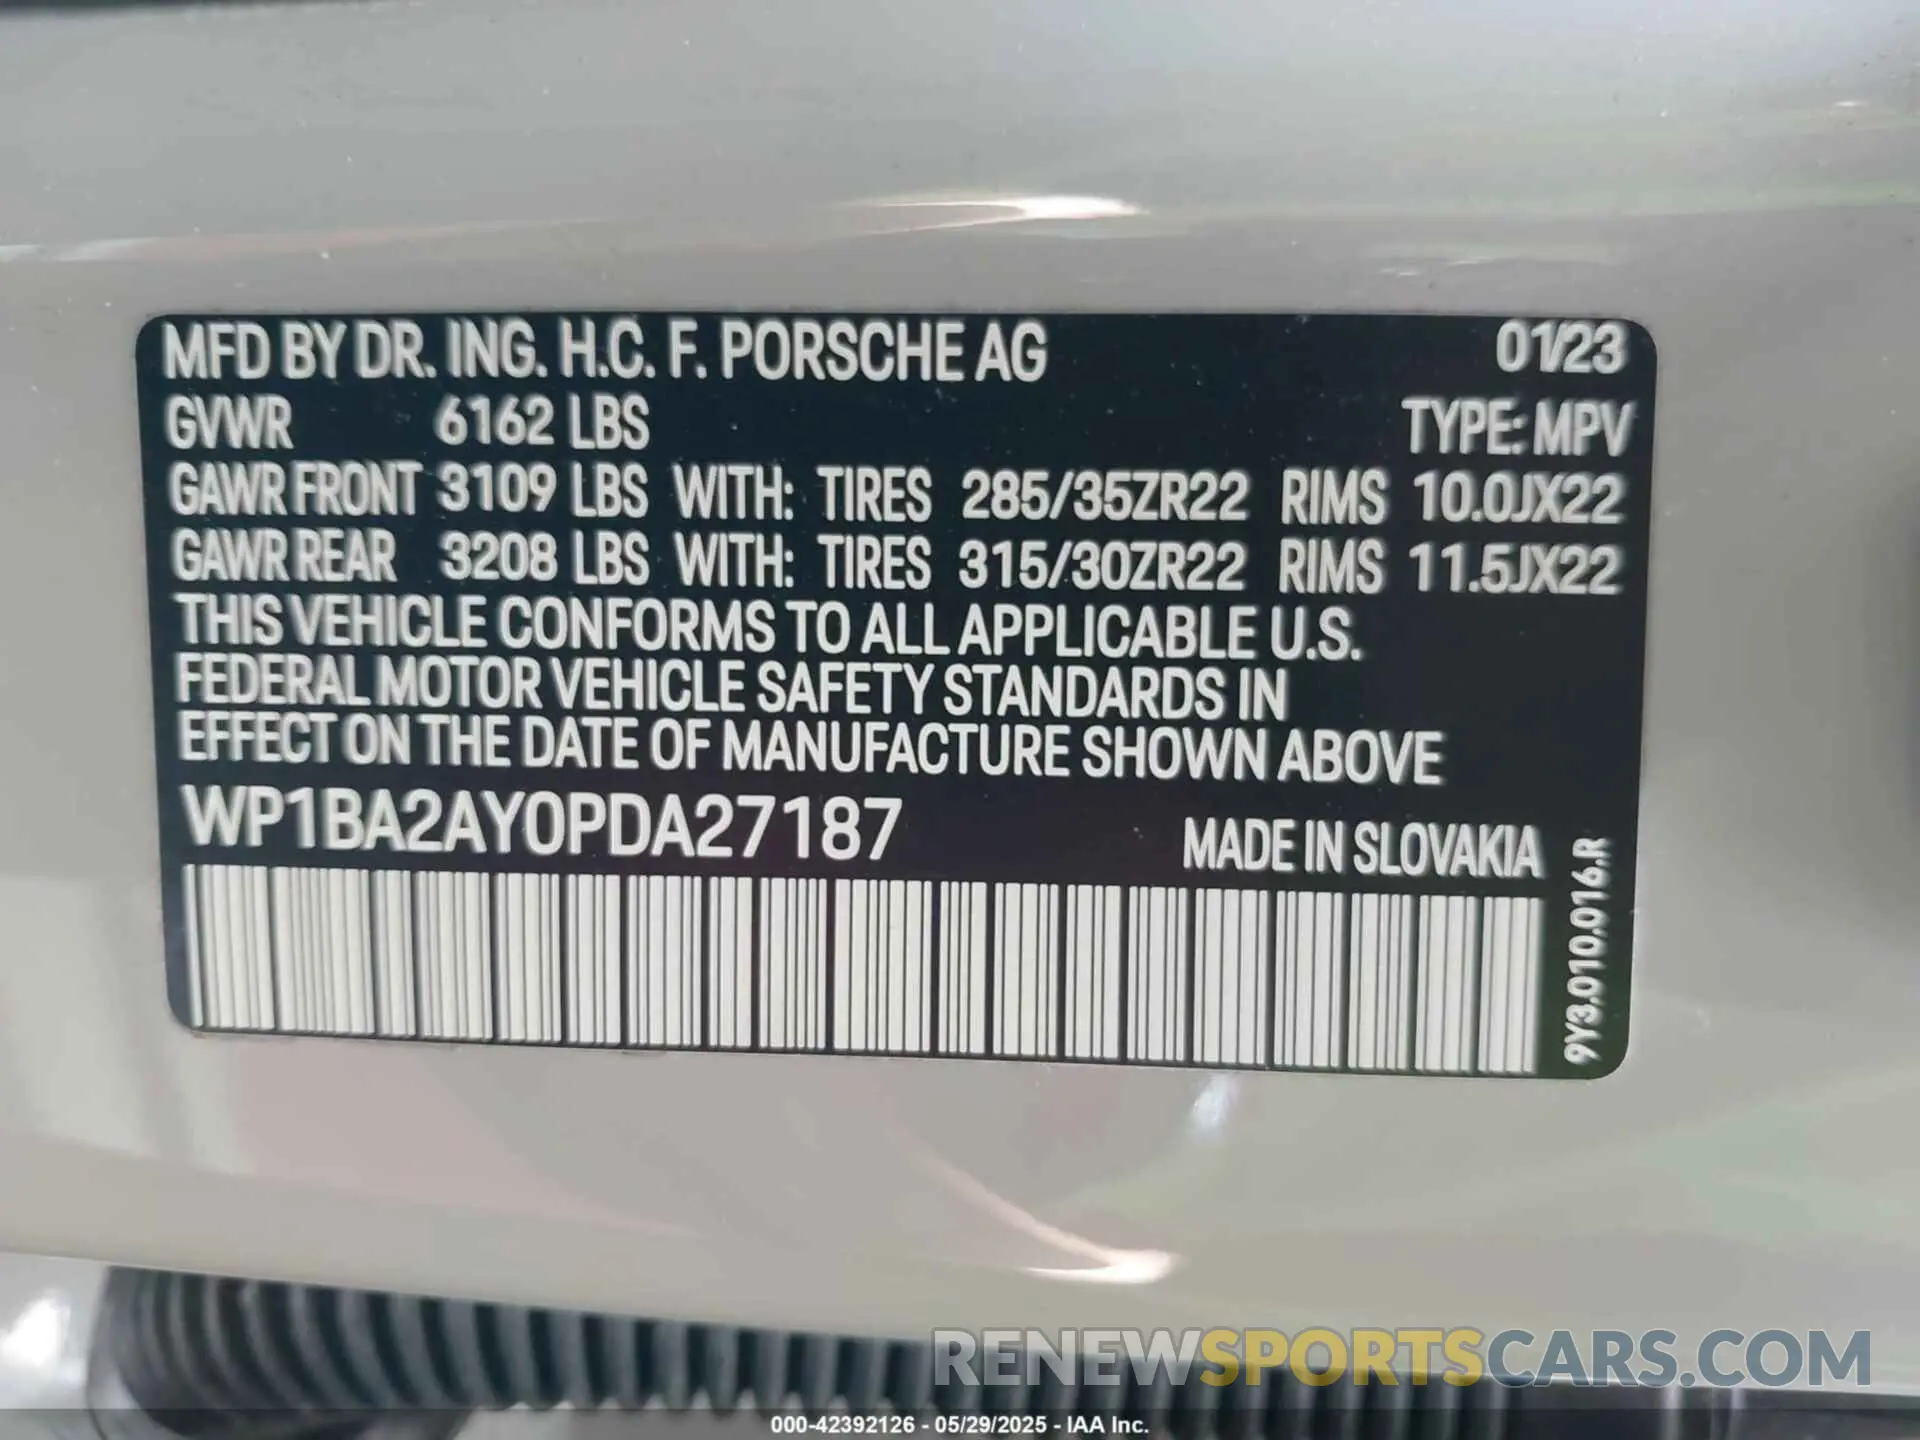 MFD BY DR. ING. H.C. F. PORSCHE AG 01/23
GVWR 6162 LBS TYPE: MPV
GAWR FRONT 3109 LBS WITH: TIRES 285/35ZR22 RIMS 10.0JX22
GAWR REAR 3208 LBS WITH: TIRES 315/30ZR22 RIMS 11.5JX22
THIS VEHICLE CONFORMS TO ALL APPLICABLE U.S.
FEDERAL MOTOR VEHICLE SAFETY STANDARDS IN
EFFECT ON THE DATE OF MANUFACTURE SHOWN ABOVE
WP1BA2AY0PDA27187 MADE IN SLOVAKIA
9Y3.010.016.R
RENEWSPORTSCARS.COM
000-42392126 - 05/29/2025 - IAA Inc.